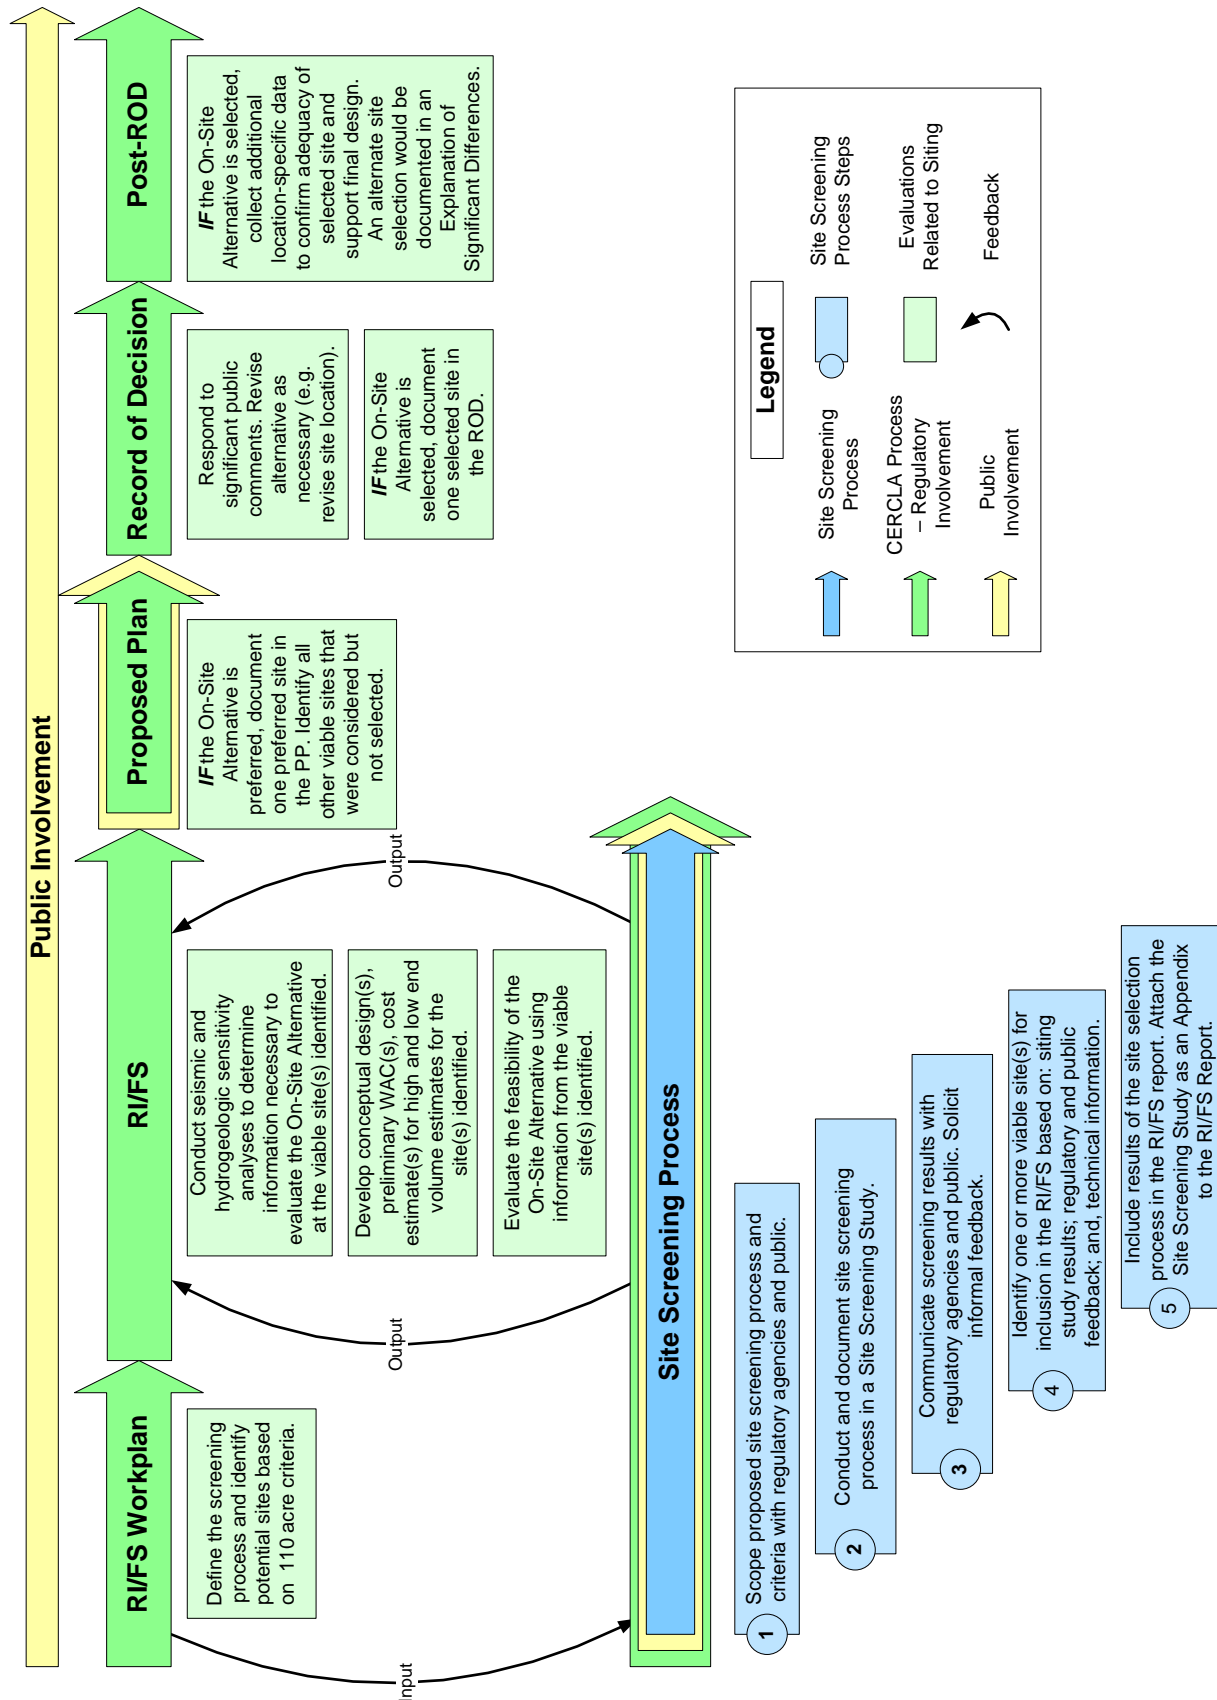 Public Involvement
RI/FS Workplan
RI/FS
Proposed Plan
Record of Decision
Post-ROD
Define the screening
process and identify
potential sites based
on 110 acre criteria.
Conduct seismic and
hydrogeologic sensitivity
analyses to determine
information necessary to
evaluate the On-Site Alternative
at the viable site(s) identified.
Develop conceptual design(s),
preliminary WAC(s), cost
estimate(s) for high and low end
volume estimates for the
site(s) identified.
Evaluate the feasibility of the
On-Site Alternative using
information from the viable
site(s) identified.
IF the On-Site
Alternative is
preferred, document
one preferred site in
the PP. Identify all
other viable sites that
were considered but
not selected.
Respond to
significant public
comments. Revise
alternative as
necessary (e.g.
revise site location).
IF the On-Site
Alternative is
selected, document
one selected site in
the ROD.
IF the On-Site
Alternative is selected,
collect additional
location-specific data
to confirm adequacy of
selected site and
support final design.
An alternate site
selection would be
documented in an
Explanation of
Significant Differences.
Input
Output
Output
Site Screening Process
1
Scope proposed site screening process and
criteria with regulatory agencies and public.
2
Conduct and document site screening
process in a Site Screening Study.
3
Communicate screening results with
regulatory agencies and public. Solicit
informal feedback.
4
Identify one or more viable site(s) for
inclusion in the RI/FS based on: siting
study results; regulatory and public
feedback; and, technical information.
5
Include results of the site selection
process in the RI/FS report. Attach the
Site Screening Study as an Appendix
to the RI/FS Report.
Legend
Site Screening
Process
Site Screening
Process Steps
CERCLA Process
– Regulatory
Involvement
Evaluations
Related to Siting
Public
Involvement
Feedback